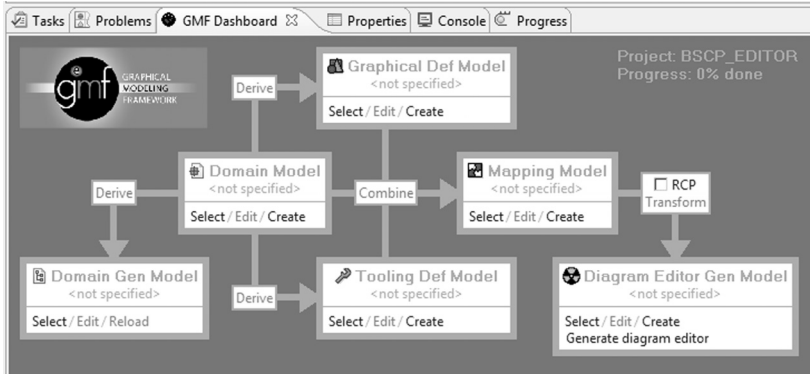 Tasks Problems GMF Dashboard Properties Console Progress
gmf GRAPHICAL
MODELING
FRAMEWORK
Project: BSCP_EDITOR
Progress: 0% done
Derive
Graphical Def Model
<not specified>
Select / Edit / Create
Derive
Domain Model
<not specified>
Select / Edit / Create
Combine
Mapping Model
<not specified>
Select / Edit / Create
RCP
Transform
Domain Gen Model
<not specified>
Select / Edit / Reload
Derive
Tooling Def Model
<not specified>
Select / Edit / Create
Diagram Editor Gen Model
<not specified>
Select / Edit / Create
Generate diagram editor